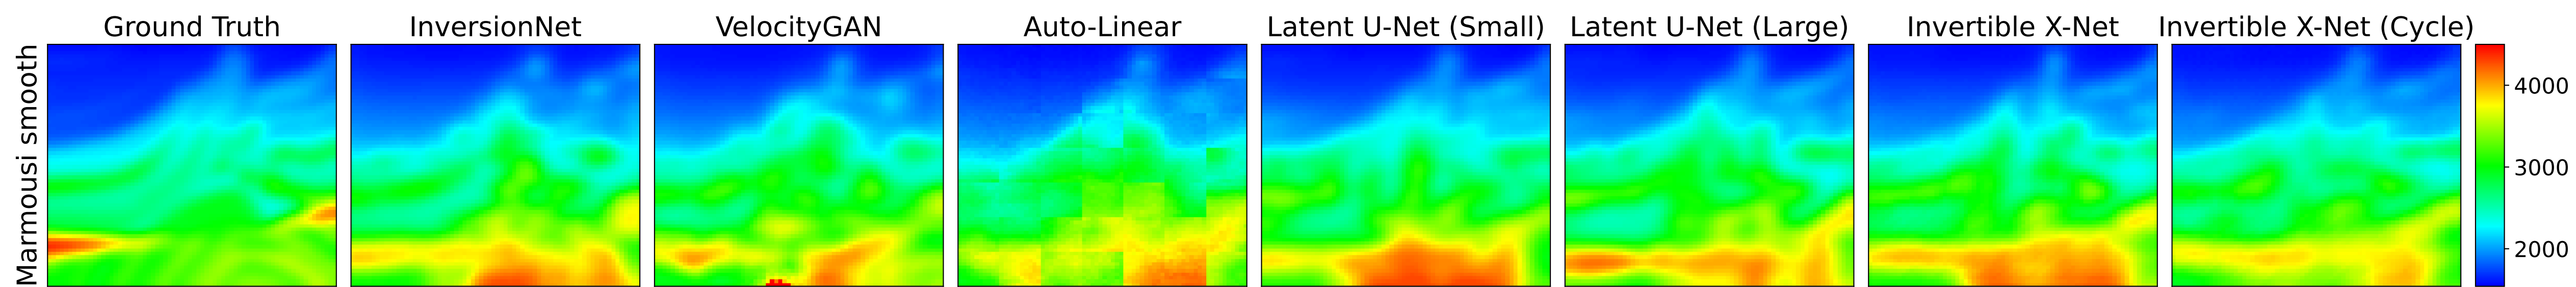 Ground Truth
InversionNet
VelocityGAN
Auto-Linear
Latent U-Net (Small)
Latent U-Net (Large)
Invertible X-Net
Invertible X-Net (Cycle)
Marmousi smooth
4000
3000
2000